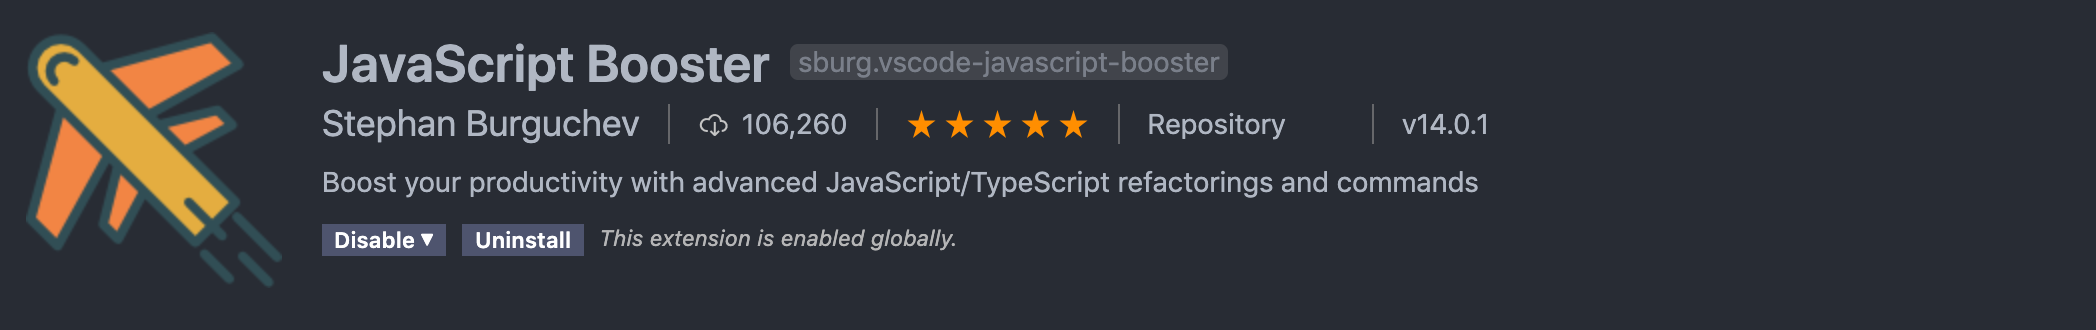 JavaScript Booster sburg.vscode-javascript-booster
Stephan Burguchev 106,260 Repository v14.0.1
Boost your productivity with advanced JavaScript/TypeScript refactorings and commands
Disable Uninstall This extension is enabled globally.